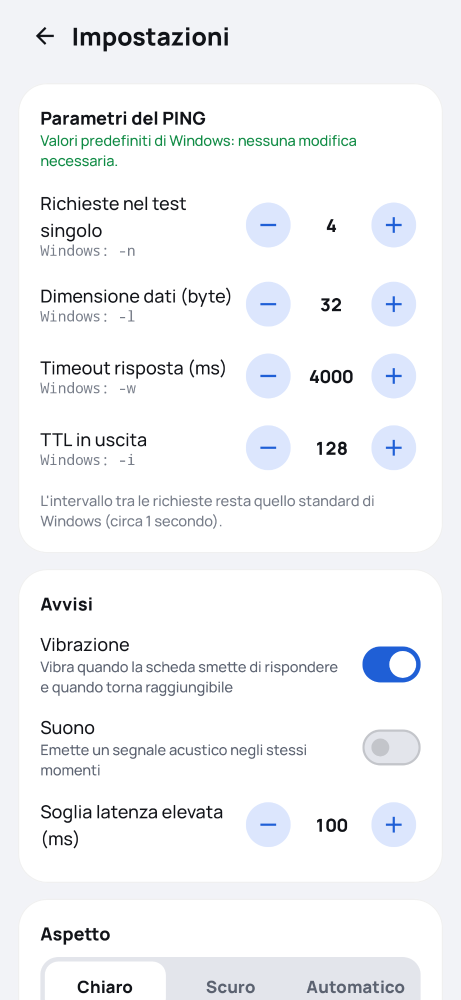 Impostazioni
Parametri del PING
Valori predefiniti di Windows: nessuna modifica
necessaria.
Richieste nel test
singolo
Windows: -n
− 4 +
Dimensione dati (byte)
Windows: -l
− 32 +
Timeout risposta (ms)
Windows: -w
− 4000 +
TTL in uscita
Windows: -i
− 128 +
L'intervallo tra le richieste resta quello standard di
Windows (circa 1 secondo).
Avvisi
Vibrazione
Vibra quando la scheda smette di rispondere
e quando torna raggiungibile
Suono
Emette un segnale acustico negli stessi
momenti
Soglia latenza elevata
(ms)
− 100 +
Aspetto
Chiaro Scuro Automatico